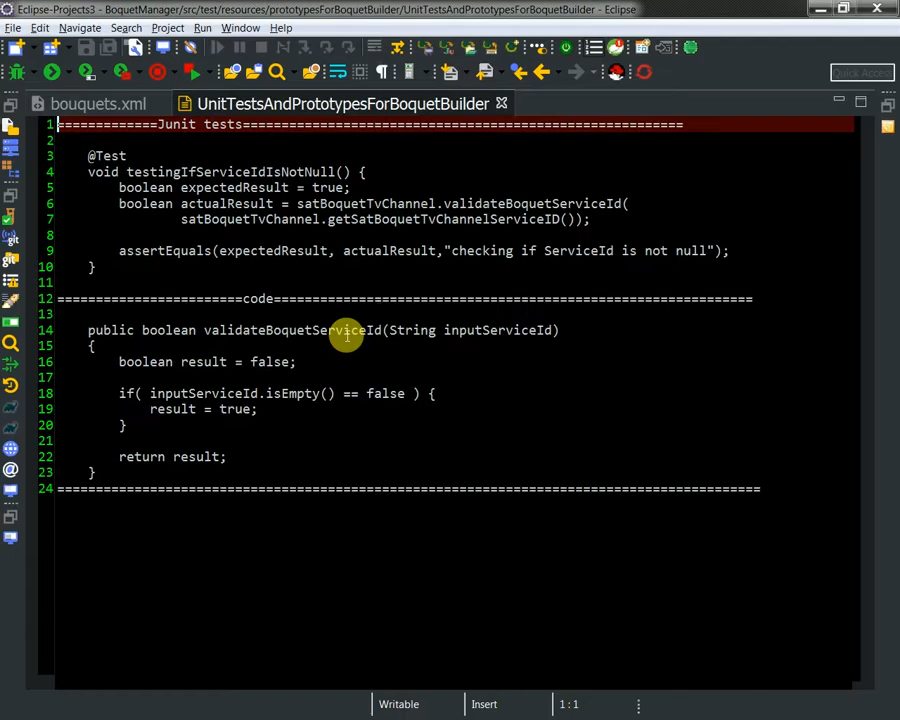 Eclipse-Projects3 - BoquetManager/src/test/resources/prototypesForBoquetBuilder/UnitTestsAndPrototypesForBoquetBuilder - Eclipse
File Edit Navigate Search Project Run Window Help
Quick Access
bouquets.xml UnitTestsAndPrototypesForBoquetBuilder
1 =============Junit tests=========================================================
2
3 @Test
4 void testingIfServiceIdIsNotNull() {
5 boolean expectedResult = true;
6 boolean actualResult = satBoquetTvChannel.validateBoquetServiceId(
7 satBoquetTvChannel.getSatBoquetTvChannelServiceID());
8
9 assertEquals(expectedResult, actualResult,"checking if ServiceId is not null");
10 }
11
12 ========================code==============================================================
13
14 public boolean validateBoquetServiceId(String inputServiceId)
15 {
16 boolean result = false;
17
18 if( inputServiceId.isEmpty() == false ) {
19 result = true;
20 }
21
22 return result;
23 }
24 ===========================================================================================
Writable Insert 1:1